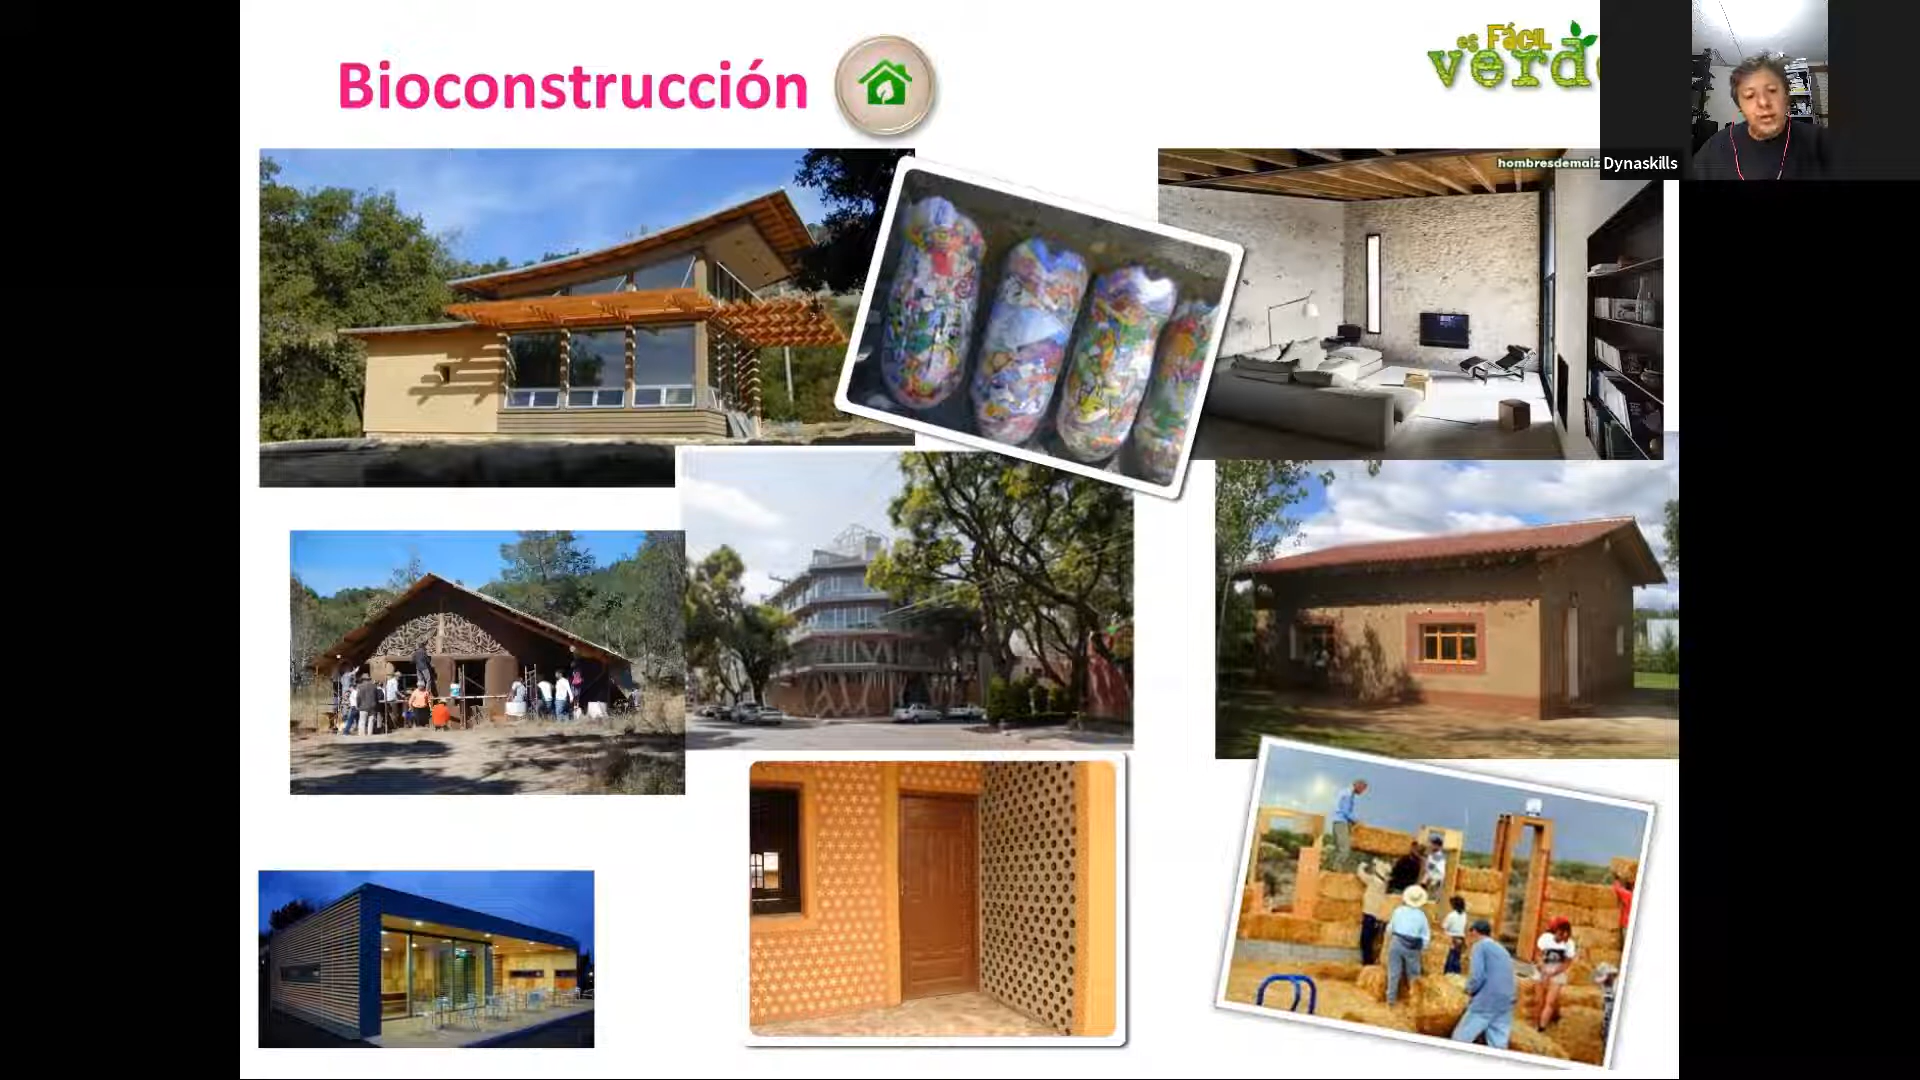 Bioconstrucción
es FáCIL
verde
hombresdemaiz
Dynaskills